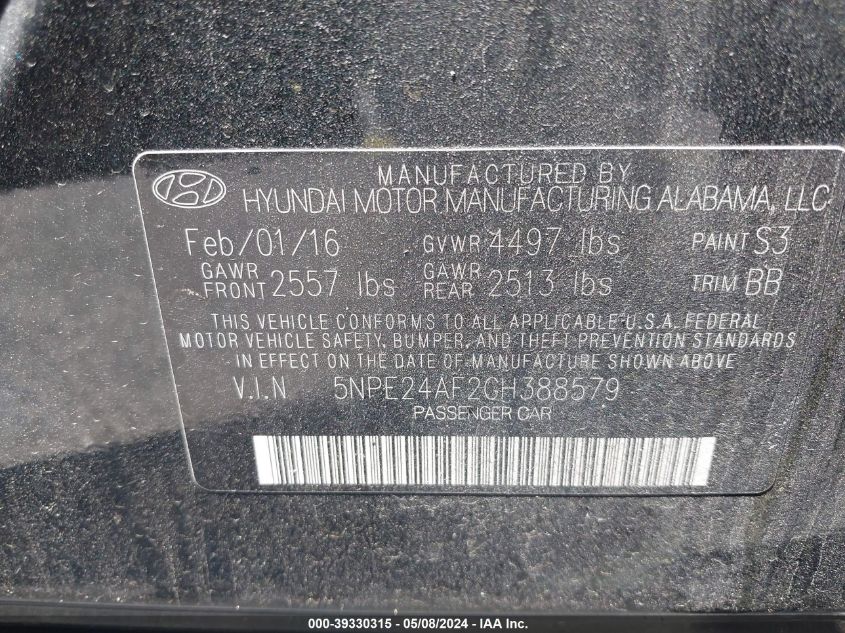 MANUFACTURED BY
HYUNDAI MOTOR MANUFACTURING ALABAMA, LLC
Feb/01/16 GVWR 4497 lbs PAINT S3
GAWR FRONT 2557 lbs GAWR REAR 2513 lbs TRIM BB
THIS VEHICLE CONFORMS TO ALL APPLICABLE U.S.A. FEDERAL
MOTOR VEHICLE SAFETY, BUMPER, AND THEFT PREVENTION STANDARDS
IN EFFECT ON THE DATE OF MANUFACTURE SHOWN ABOVE
V.I.N 5NPE24AF2GH388579
PASSENGER CAR
000-39330315 - 05/08/2024 - IAAI.COM